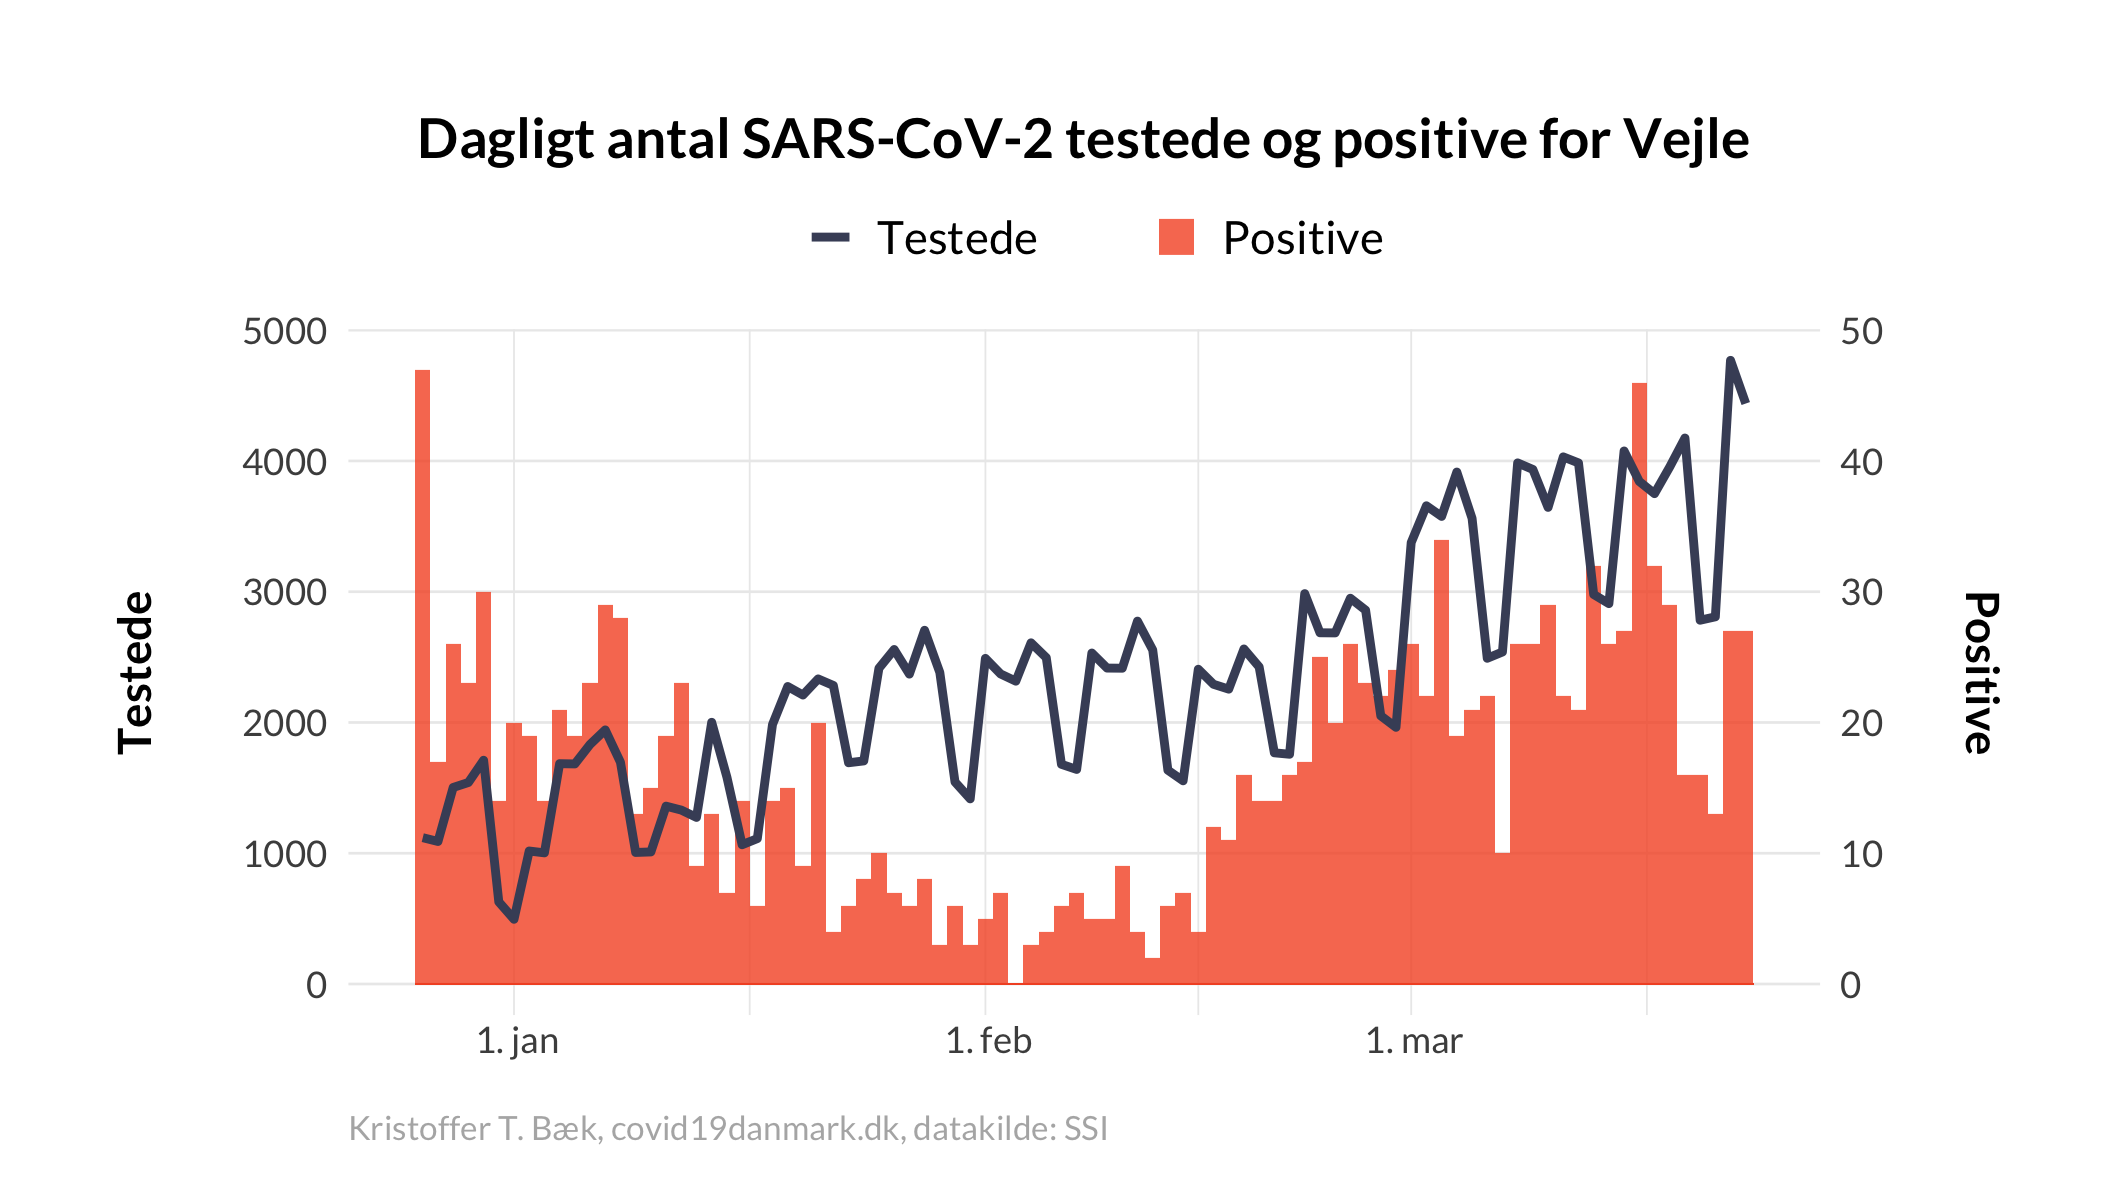 Dagligt antal SARS-CoV-2 testede og positive for Vejle
Testede
Positive
5000
4000
3000
2000
1000
0
Testede
50
40
30
20
10
0
Positive
1. jan
1. feb
1. mar
Kristoffer T. Bæk, covid19danmark.dk, datakilde: SSI